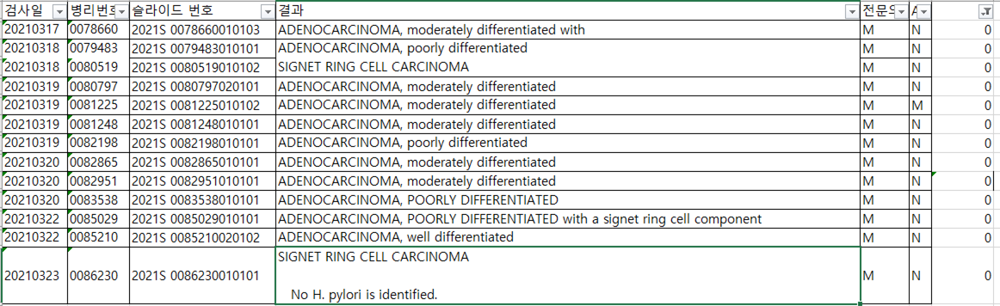 검사일 병리번호 슬라이드 번호 결과 전문의 A
20210317 0078660 2021S 0078660010103 ADENOCARCINOMA, moderately differentiated with M N 0
20210318 0079483 2021S 0079483010101 ADENOCARCINOMA, poorly differentiated M N 0
20210318 0080519 2021S 0080519010102 SIGNET RING CELL CARCINOMA M N 0
20210319 0080797 2021S 0080797020101 ADENOCARCINOMA, moderately differentiated M N 0
20210319 0081225 2021S 0081225010102 ADENOCARCINOMA, moderately differentiated M M 0
20210319 0081248 2021S 0081248010101 ADENOCARCINOMA, moderately differentiated M N 0
20210319 0082198 2021S 0082198010101 ADENOCARCINOMA, poorly differentiated M N 0
20210320 0082865 2021S 0082865010101 ADENOCARCINOMA, moderately differentiated M N 0
20210320 0082951 2021S 0082951010101 ADENOCARCINOMA, moderately differentiated M N 0
20210320 0083538 2021S 0083538010101 ADENOCARCINOMA, POORLY DIFFERENTIATED M N 0
20210322 0085029 2021S 0085029010101 ADENOCARCINOMA, POORLY DIFFERENTIATED with a signet ring cell component M N 0
20210322 0085210 2021S 0085210020102 ADENOCARCINOMA, well differentiated M N 0
20210323 0086230 2021S 0086230010101 SIGNET RING CELL CARCINOMA M N 0
No H. pylori is identified.